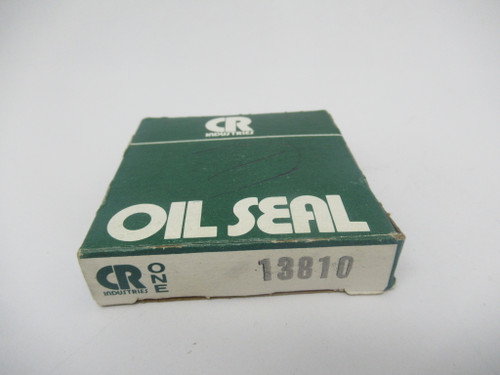 CR
INDUSTRIES
OIL SEAL
CR
INDUSTRIES
ONE
13810